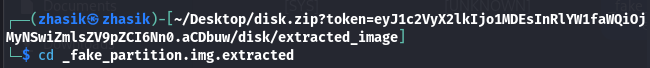 ┌──(zhasik㉿zhasik)-[~/Desktop/disk.zip?token=eyJ1c2VyX2lkIjo1MDEsInRlYW1faWQiOj
MyNSwiZmlsZV9pZCI6Nn0.aCDbuw/disk/extracted_image]
└─$ cd _fake_partition.img.extracted